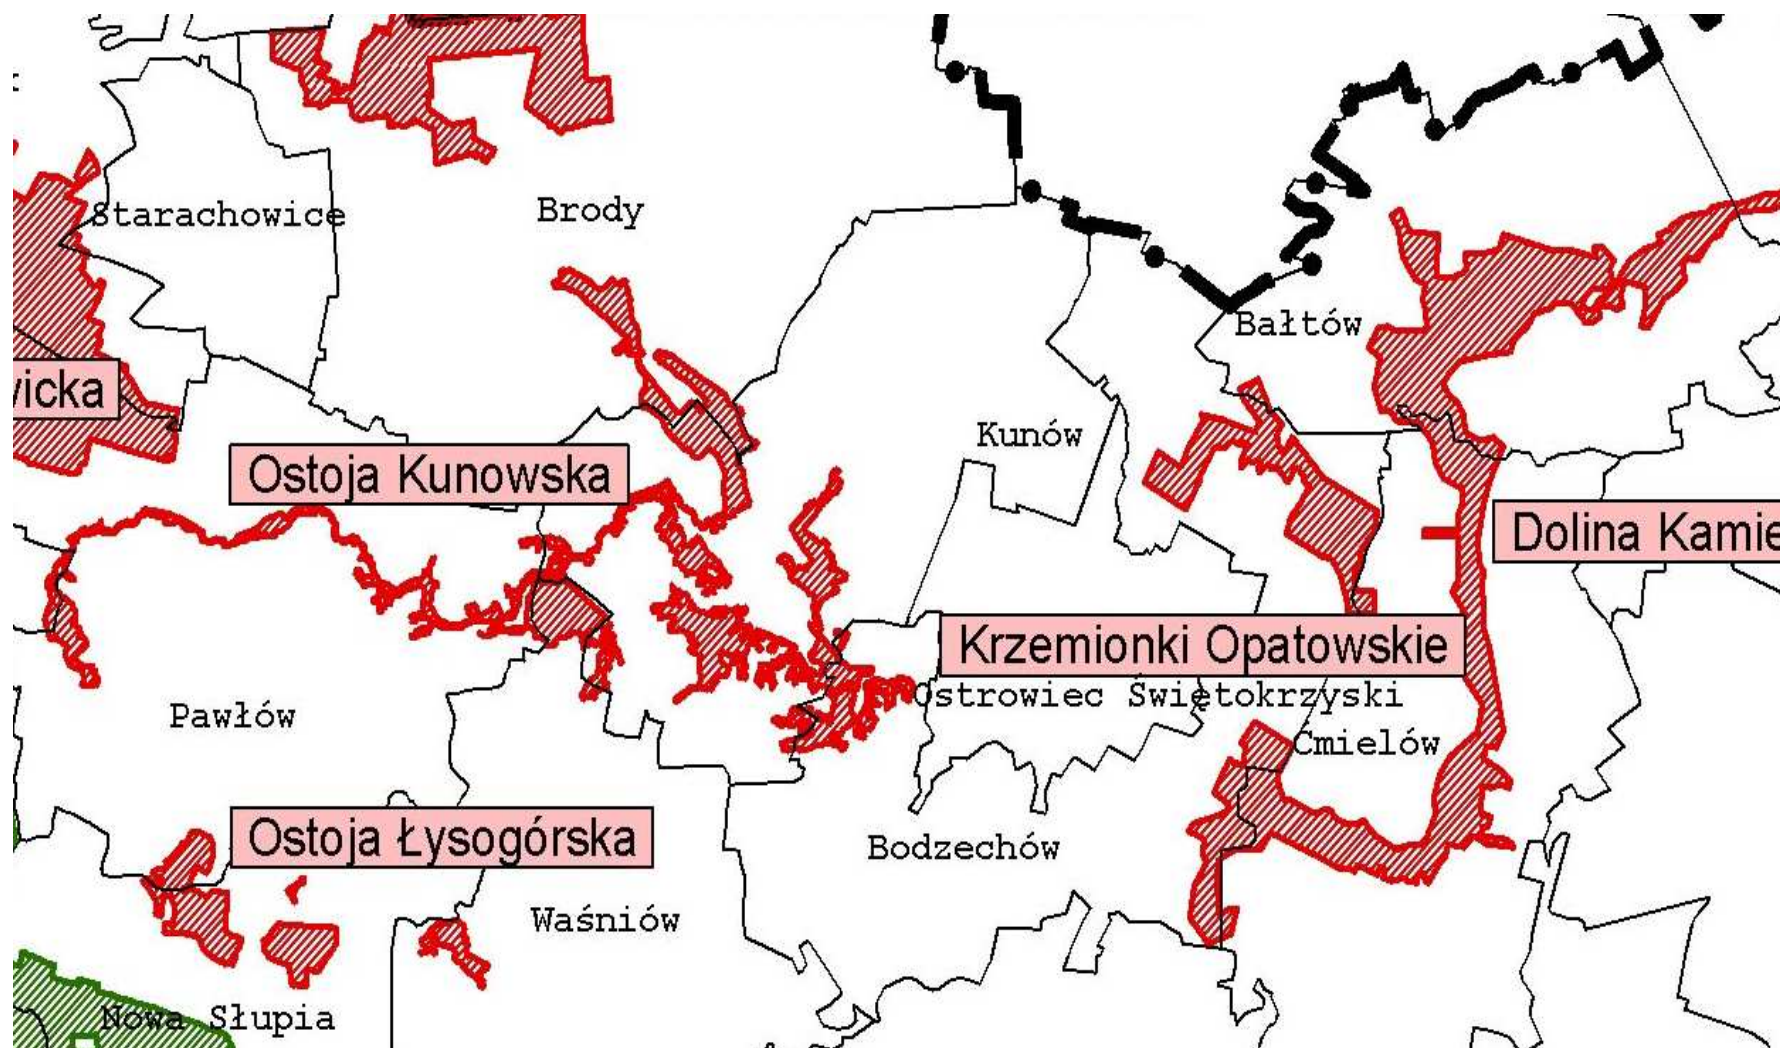 Starachowice
Brody
Bałtów
wicka
Kunów
Ostoja Kunowska
Dolina Kamie
Krzemionki Opatowskie
Ostrowiec Świętokrzyski
Pawłów
Ćmielów
Ostoja Łysogórska
Bodzechów
Waśniów
Nowa Słupia